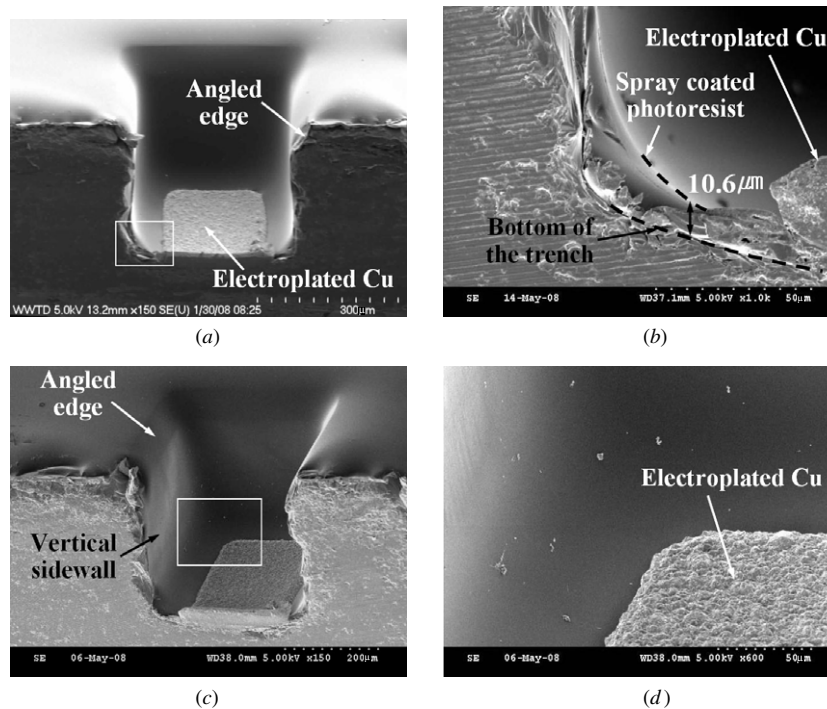 Angled
edge
Electroplated Cu
WWTD 5.0kV 13.2mm x150 SE(U) 1/30/08 08:25
300μm
(a)
Electroplated Cu
Spray coated
photoresist
10.6μm
Bottom of
the trench
SE 14-May-08 WD37.1mm 5.00kV x1.0k 50μm
(b)
Angled
edge
Vertical
sidewall
SE 06-May-08 WD38.0mm 5.00kV x150 200μm
(c)
Electroplated Cu
SE 06-May-08 WD38.0mm 5.00kV x600 50μm
(d)